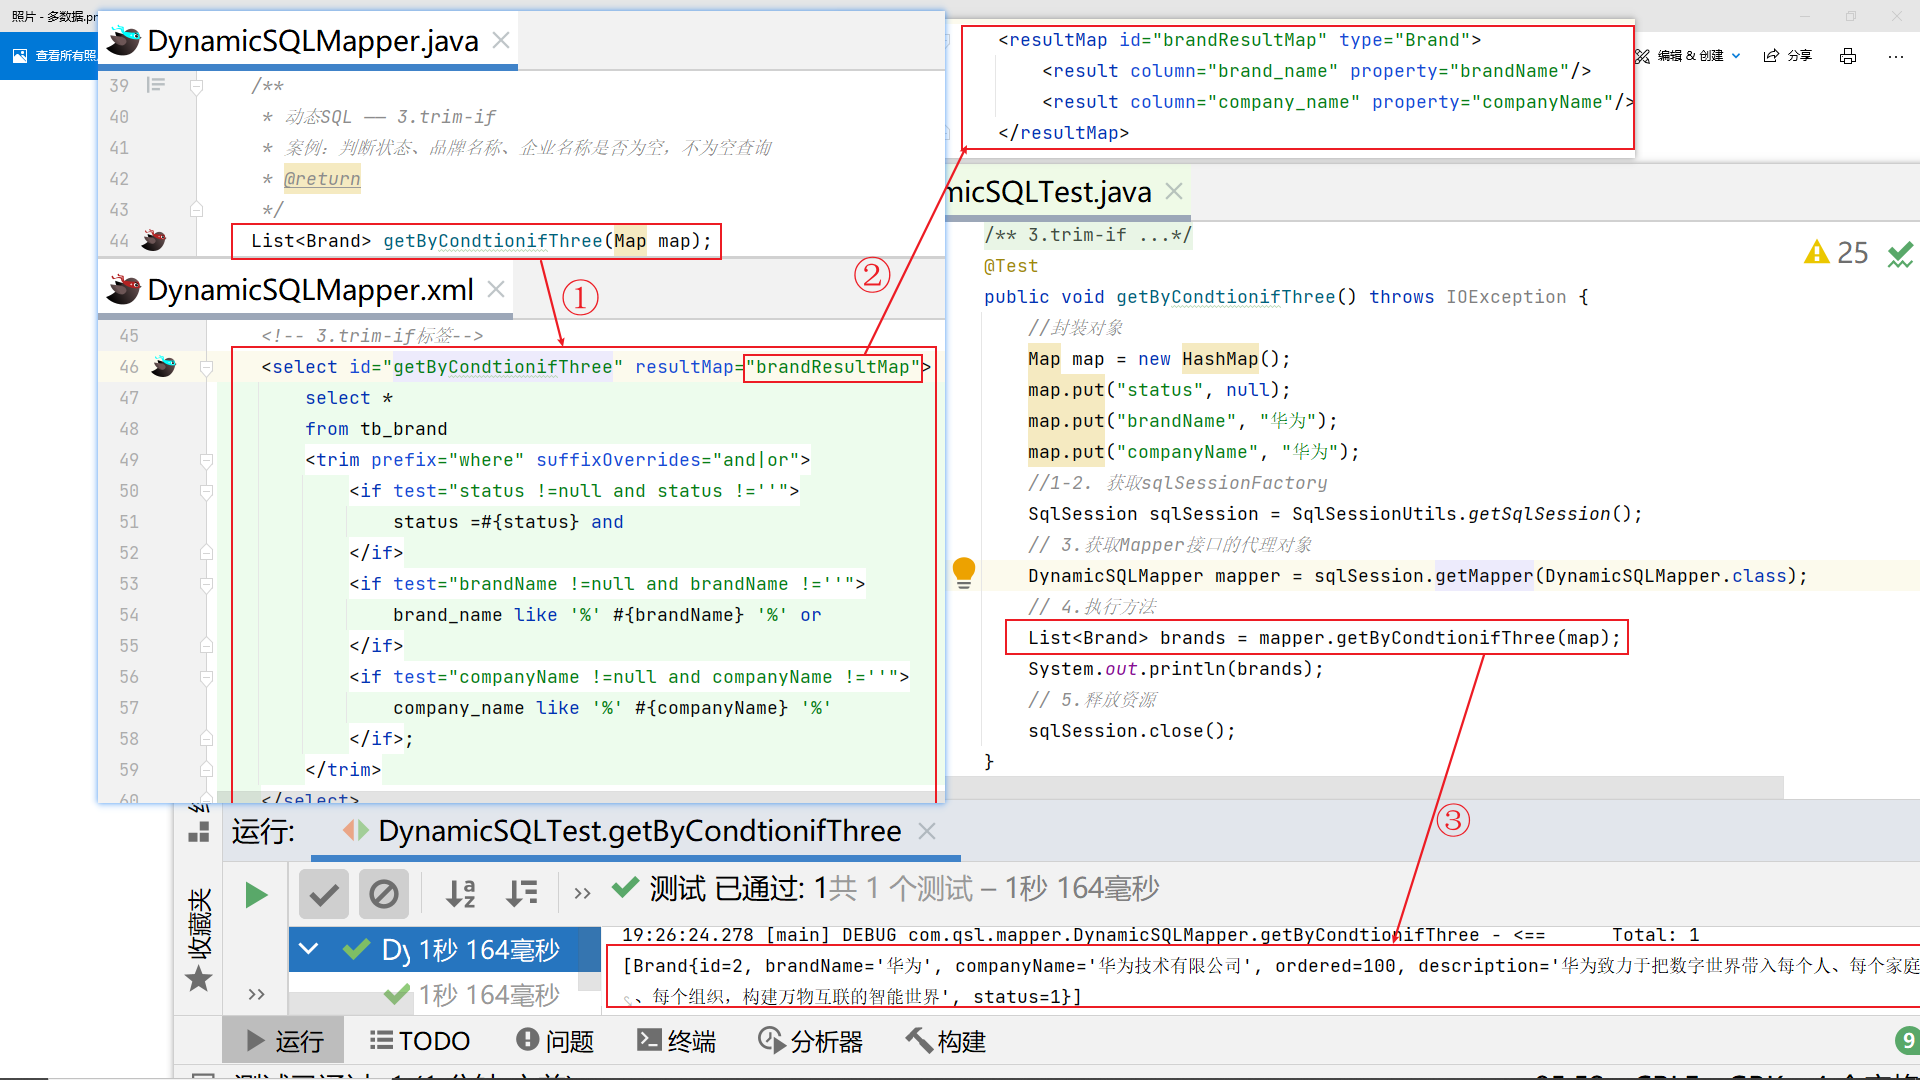 照片 - 多数据.pn
查看所有照
编辑 & 创建
分享
DynamicSQLMapper.java
39 /**
40 * 动态SQL —— 3.trim-if
41 * 案例：判断状态、品牌名称、企业名称是否为空，不为空查询
42 * @return
43 */
44 List<Brand> getByCondtionifThree(Map map);
①
DynamicSQLMapper.xml
45 <!-- 3.trim-if标签-->
46 <select id="getByCondtionifThree" resultMap="brandResultMap">
47 select *
48 from tb_brand
49 <trim prefix="where" suffixOverrides="and|or">
50 <if test="status !=null and status !=''">
51 status =#{status} and
52 </if>
53 <if test="brandName !=null and brandName !=''">
54 brand_name like '%' #{brandName} '%' or
55 </if>
56 <if test="companyName !=null and companyName !=''">
57 company_name like '%' #{companyName} '%'
58 </if>;
59 </trim>
60 </select>
②
<resultMap id="brandResultMap" type="Brand">
<result column="brand_name" property="brandName"/>
<result column="company_name" property="companyName"/>
</resultMap>
micSQLTest.java
/** 3.trim-if ...*/
25
@Test
public void getByCondtionifThree() throws IOException {
//封装对象
Map map = new HashMap();
map.put("status", null);
map.put("brandName", "华为");
map.put("companyName", "华为");
//1-2. 获取sqlSessionFactory
SqlSession sqlSession = SqlSessionUtils.getSqlSession();
// 3.获取Mapper接口的代理对象
DynamicSQLMapper mapper = sqlSession.getMapper(DynamicSQLMapper.class);
// 4.执行方法
List<Brand> brands = mapper.getByCondtionifThree(map);
System.out.println(brands);
// 5.释放资源
sqlSession.close();
}
③
运行:
DynamicSQLTest.getByCondtionifThree
收藏夹
测试 已通过: 1共 1 个测试 – 1秒 164毫秒
Dy 1秒 164毫秒
1秒 164毫秒
19:26:24.278 [main] DEBUG com.qsl.mapper.DynamicSQLMapper.getByCondtionifThree - <== Total: 1
[Brand{id=2, brandName='华为', companyName='华为技术有限公司', ordered=100, description='华为致力于把数字世界带入每个人、每个家庭
、每个组织，构建万物互联的智能世界', status=1}]
运行
TODO
问题
终端
分析器
构建
9